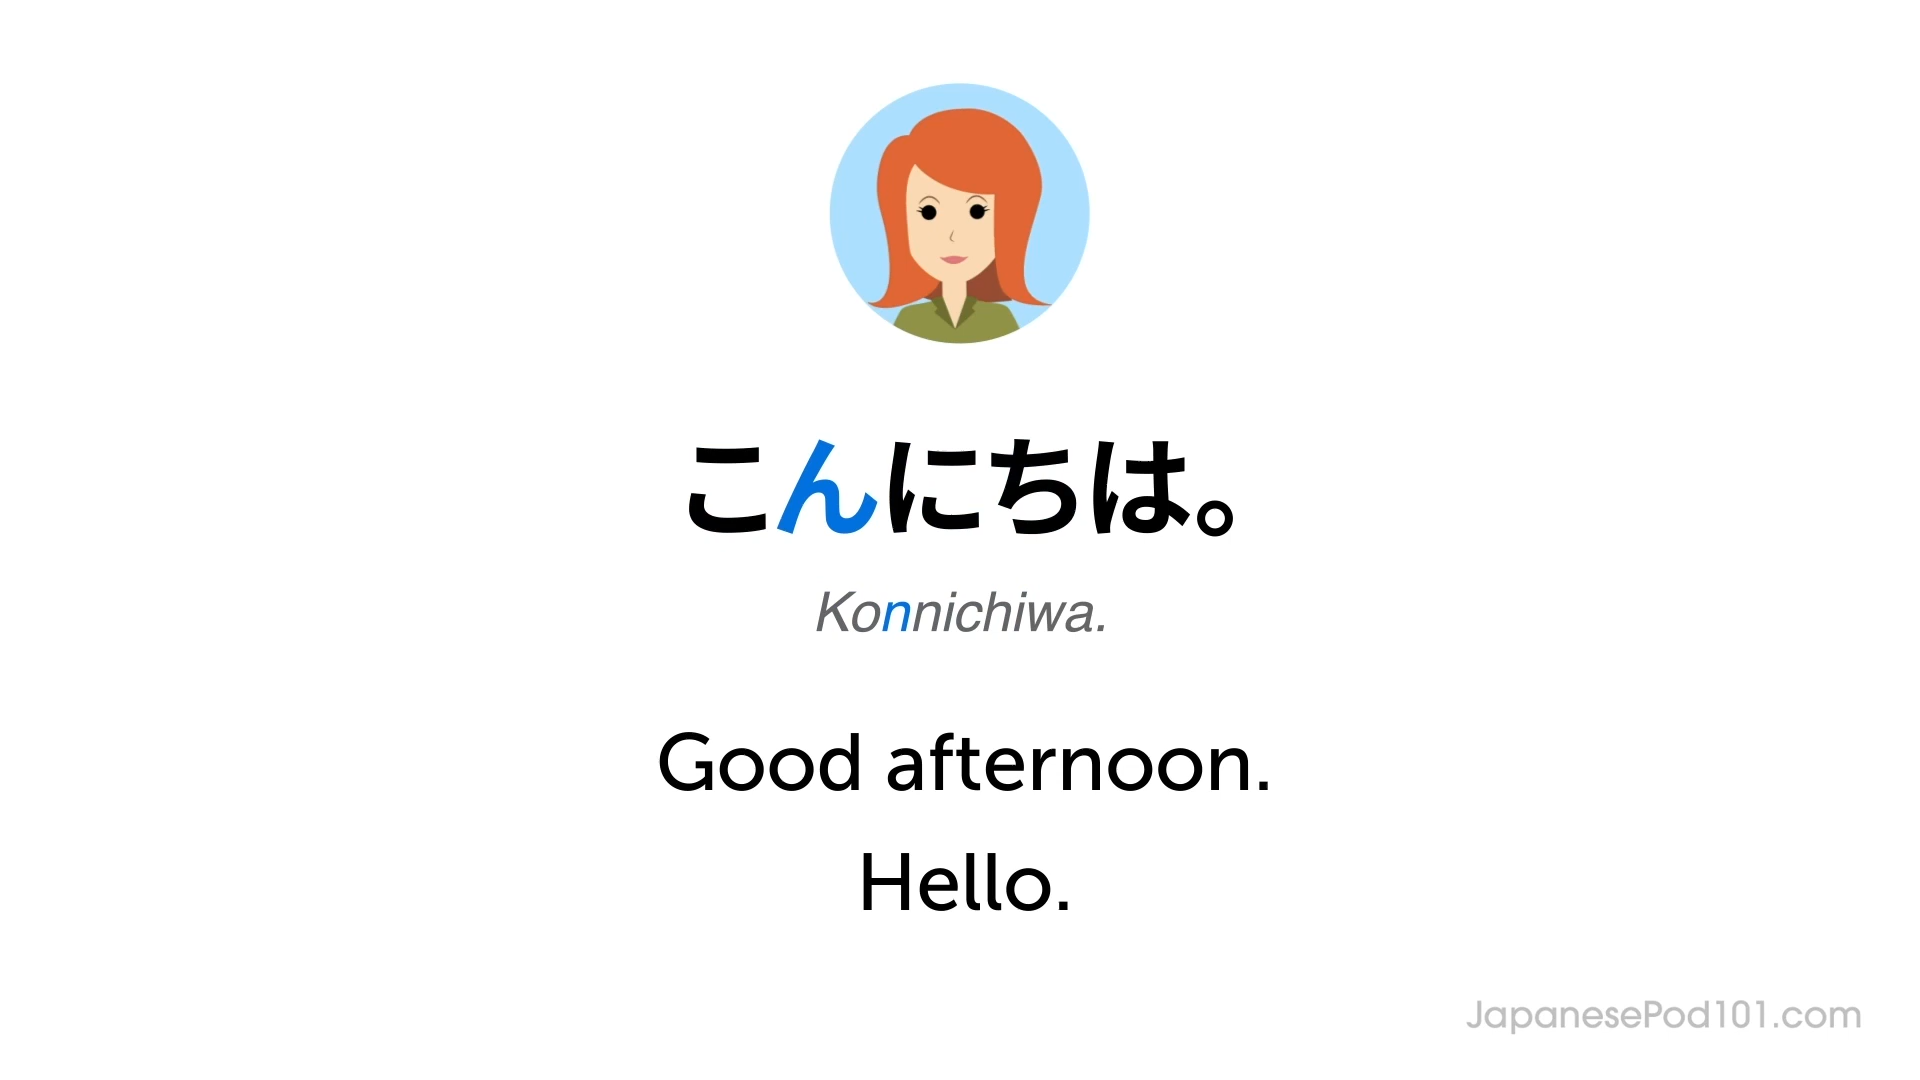 こんにちは。
Konnichiwa.
Good afternoon.
Hello.
JapanesePod101.com